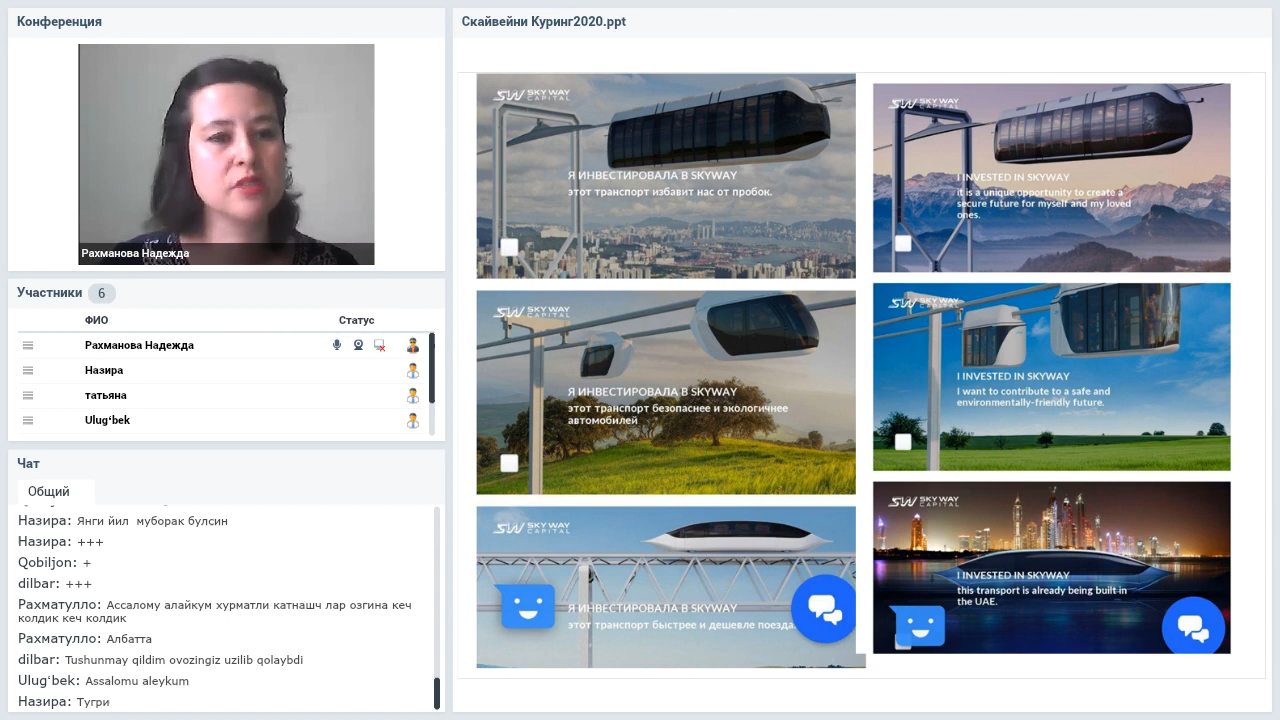 Конференция
Рахманова Надежда
Участники 6
ФИО Статус
Рахманова Надежда
Назира
татьяна
Ulug‘bek
Чат
Общий
Назира: Янги йил муборак булсин
Назира: +++
Qobiljon: +
dilbar: +++
Рахматулло: Ассалому алайкум хурматли катнашч лар озгина кеч
колдик кеч колдик
Рахматулло: Албатта
dilbar: Tushunmay qildim ovozingiz uzilib qolaybdi
Ulug‘bek: Assalomu aleykum
Назира: Тугри
Скайвейни Куринг2020.ppt
SW SKY WAY
CAPITAL
Я ИНВЕСТИРОВАЛА В SKYWAY
этот транспорт избавит нас от пробок.
SW SKY WAY
CAPITAL
Я ИНВЕСТИРОВАЛА В SKYWAY
этот транспорт безопаснее и экологичнее
автомобилей
SW SKY WAY
CAPITAL
Я ИНВЕСТИРОВАЛА В SKYWAY
этот транспорт быстрее и дешевле поезда.
SW SKY WAY
CAPITAL
I INVESTED IN SKYWAY
it is a unique opportunity to create a
secure future for myself and my loved
ones.
SW SKY WAY
CAPITAL
I INVESTED IN SKYWAY
I want to contribute to a safe and
environmentally-friendly future.
SW SKY WAY
CAPITAL
I INVESTED IN SKYWAY
this transport is already being built in
the UAE.